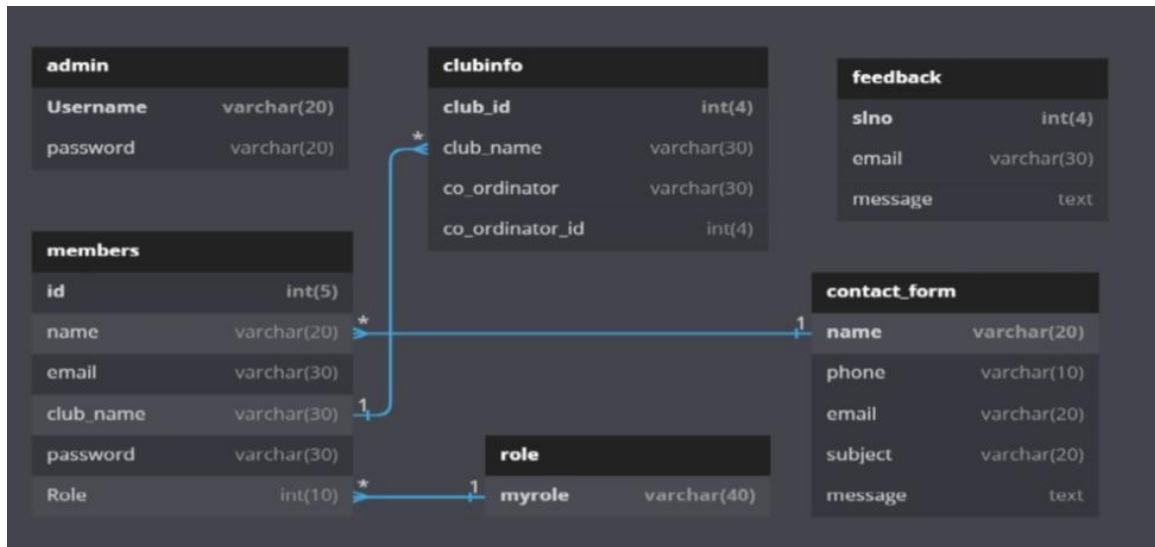 admin
Username varchar(20)
password varchar(20)
clubinfo
club_id int(4)
* club_name varchar(30)
co_ordinator varchar(30)
co_ordinator_id int(4)
feedback
slno int(4)
email varchar(30)
message text
members
id int(5)
name varchar(20) *
email varchar(30)
club_name varchar(30) 1
password varchar(30)
Role int(10) *
role
1 myrole varchar(40)
contact_form
1 name varchar(20)
phone varchar(10)
email varchar(20)
subject varchar(20)
message text